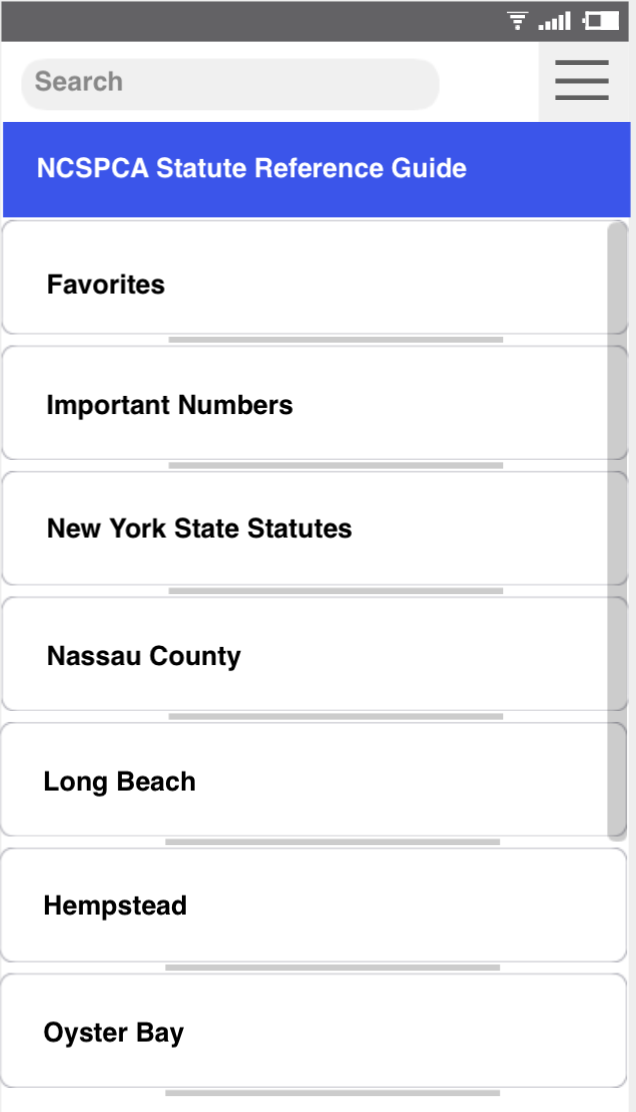 Search
NCSPCA Statute Reference Guide
Favorites
Important Numbers
New York State Statutes
Nassau County
Long Beach
Hempstead
Oyster Bay